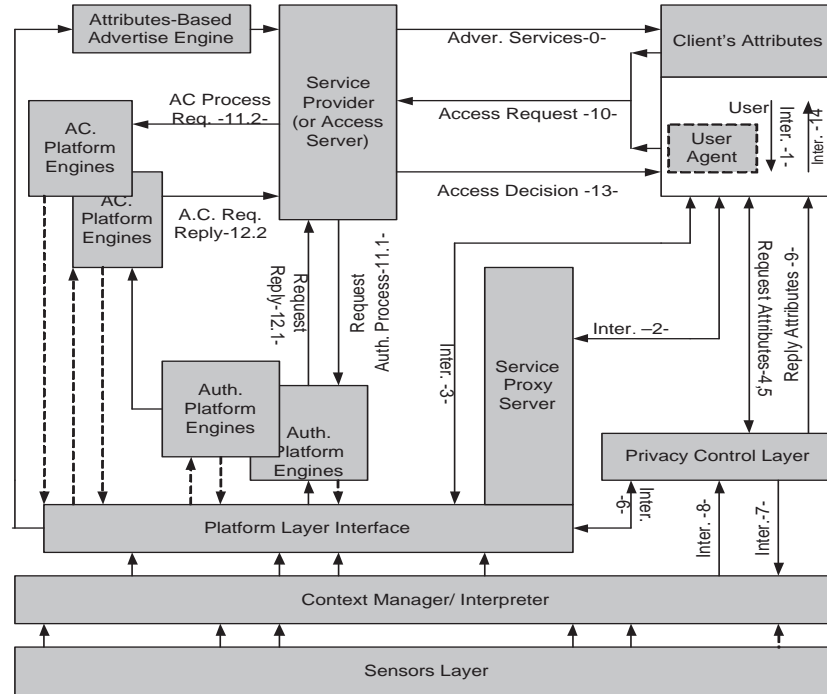 Attributes-Based
Advertise Engine
Adver. Services-0-
Client's Attributes
Service
Provider
(or Access
Server)
AC Process
Req. -11.2-
Access Request -10-
User
Inter. -1-
Inter. -14
AC.
Platform
Engines
User
Agent
Access Decision -13-
AC.
Platform
Engines
A.C. Req.
Reply-12.2
Request
Reply-12.1-
Request
Auth. Process-11.1-
Inter. -3-
Inter. –2-
Request Attributes-4,5
Reply Attributes -9-
Service
Proxy
Server
Auth.
Platform
Engines
Auth.
Platform
Engines
Privacy Control Layer
Inter.
-6-
Inter. -8-
Inter.-7-
Platform Layer Interface
Context Manager/ Interpreter
Sensors Layer